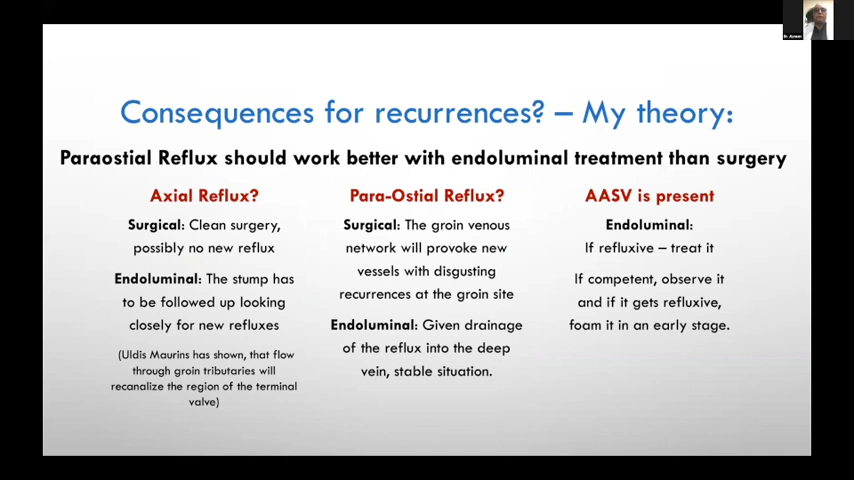 Consequences for recurrences? – My theory:
Paraostial Reflux should work better with endoluminal treatment than surgery
Axial Reflux?
Surgical: Clean surgery,
possibly no new reflux
Endoluminal: The stump has
to be followed up looking
closely for new refluxes
(Uldis Maurins has shown, that flow
through groin tributaries will
recanalize the region of the terminal
valve)
Para-Ostial Reflux?
Surgical: The groin venous
network will provoke new
vessels with disgusting
recurrences at the groin site
Endoluminal: Given drainage
of the reflux into the deep
vein, stable situation.
AASV is present
Endoluminal:
If refluxive – treat it
If competent, observe it
and if it gets refluxive,
foam it in an early stage.